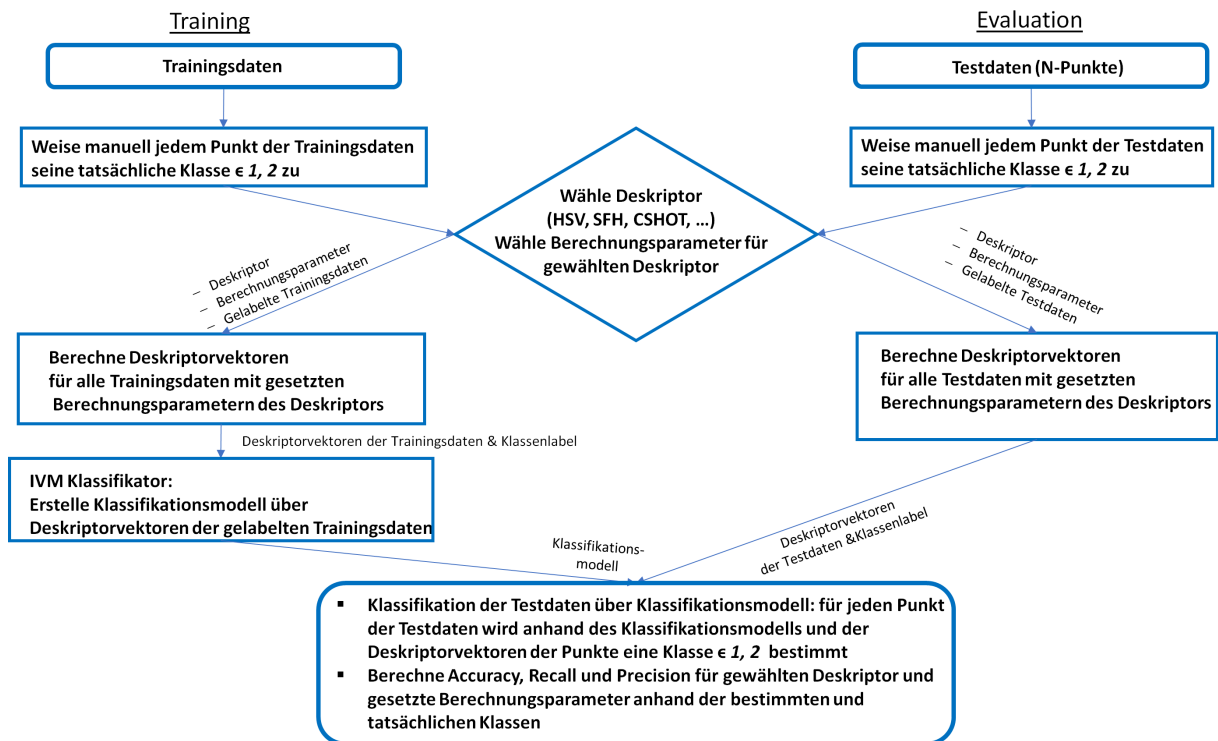 Training
Trainingsdaten
Weise manuell jedem Punkt der Trainingsdaten
seine tatsächliche Klasse ϵ 1, 2 zu
Evaluation
Testdaten (N-Punkte)
Weise manuell jedem Punkt der Testdaten
seine tatsächliche Klasse ϵ 1, 2 zu
Wähle Deskriptor
(HSV, SFH, CSHOT, …)
Wähle Berechnungsparameter für
gewählten Deskriptor
– Deskriptor
– Berechnungsparameter
– Gelabelte Trainingsdaten
– Deskriptor
– Berechnungsparameter
– Gelabelte Testdaten
Berechne Deskriptorvektoren
für alle Trainingsdaten mit gesetzten
Berechnungsparametern des Deskriptors
Berechne Deskriptorvektoren
für alle Testdaten mit gesetzten
Berechnungsparametern des Deskriptors
Deskriptorvektoren der Trainingsdaten & Klassenlabel
IVM Klassifikator:
Erstelle Klassifikationsmodell über
Deskriptorvektoren der gelabelten Trainingsdaten
Klassifikations-
modell
Deskriptorvektoren
der Testdaten &Klassenlabel
▪ Klassifikation der Testdaten über Klassifikationsmodell: für jeden Punkt
der Testdaten wird anhand des Klassifikationsmodells und der
Deskriptorvektoren der Punkte eine Klasse ϵ 1, 2 bestimmt
▪ Berechne Accuracy, Recall und Precision für gewählten Deskriptor und
gesetzte Berechnungsparameter anhand der bestimmten und
tatsächlichen Klassen